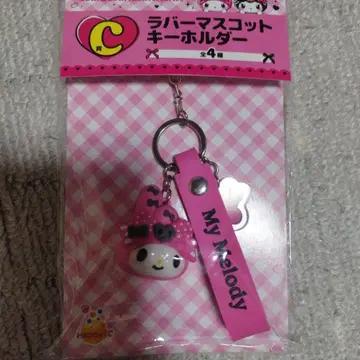 C
賞
ラバーマスコット
キーホルダー
全4種
My Melody